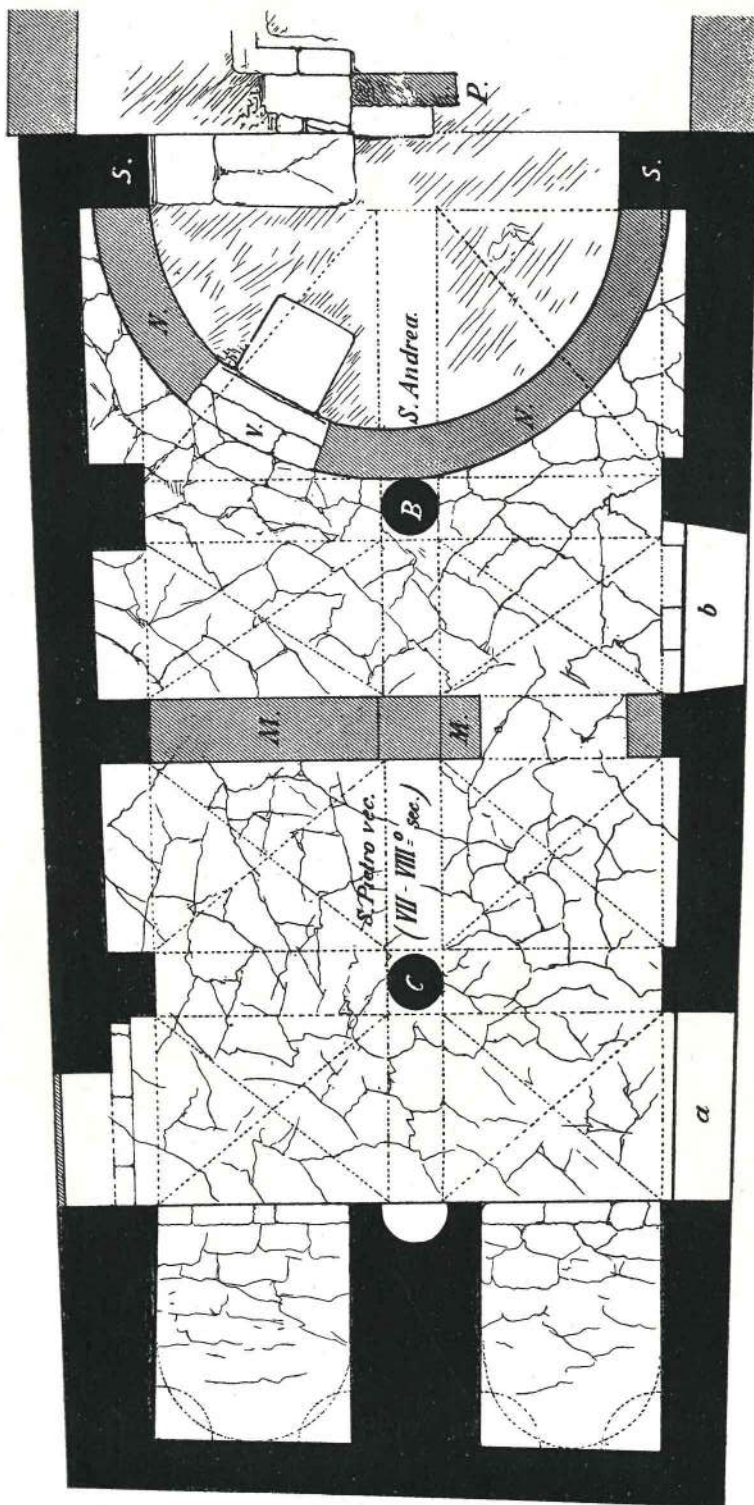 S.
N.
V.
M.
S. Pietro vec.
(VII - VIII=º sec.)
C
B
S. Andrea.
M.
P.
N.
S.
a
b